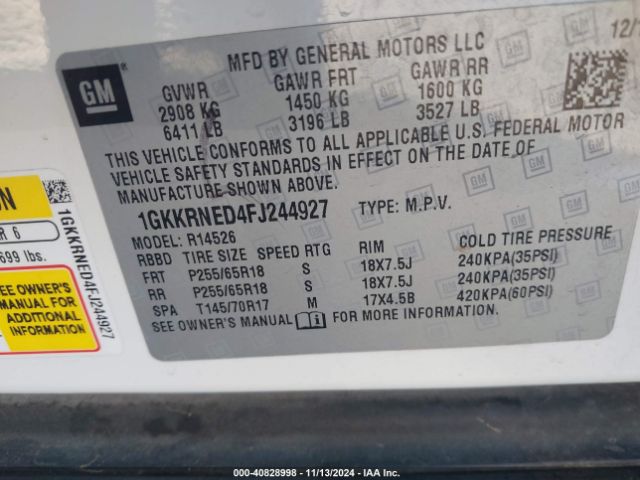 MFD BY GENERAL MOTORS LLC
12/
GM
GVWR GAWR FRT GAWR RR
2908 KG 1450 KG 1600 KG
6411 LB 3196 LB 3527 LB
THIS VEHICLE CONFORMS TO ALL APPLICABLE U.S. FEDERAL MOTOR
VEHICLE SAFETY STANDARDS IN EFFECT ON THE DATE OF
MANUFACTURE SHOWN ABOVE.
1GKKRNED4FJ244927 TYPE: M.P.V.
MODEL: R14526
RBBD TIRE SIZE SPEED RTG RIM COLD TIRE PRESSURE
FRT P255/65R18 S 18X7.5J 240KPA(35PSI)
RR P255/65R18 S 18X7.5J 240KPA(35PSI)
SPA T145/70R17 M 17X4.5B 420KPA(60PSI)
SEE OWNER'S MANUAL FOR MORE INFORMATION.
ON
R 6
699 lbs.
SEE OWNER'S
MANUAL FOR
ADDITIONAL
INFORMATION
1GKKRNED4FJ244927
000-40828998 - 11/13/2024 - IAA Inc.